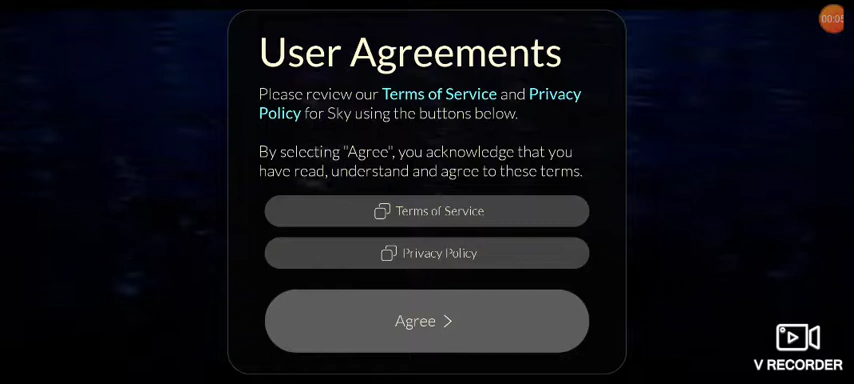 00:05
User Agreements
Please review our Terms of Service and Privacy
Policy for Sky using the buttons below.
By selecting "Agree", you acknowledge that you
have read, understand and agree to these terms.
Terms of Service
Privacy Policy
Agree
V RECORDER